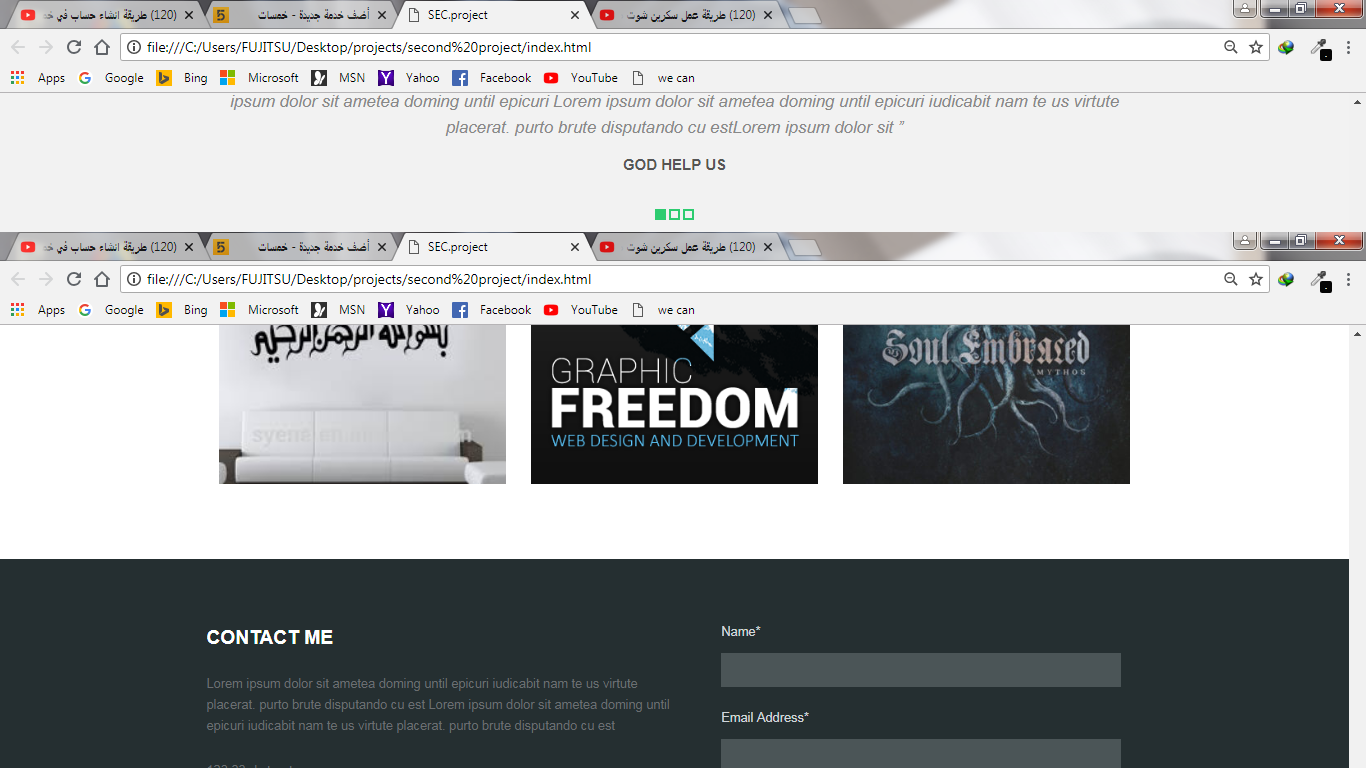 (120) طريقة انشاء حساب في خم
أضف خدمة جديدة - خمسات
SEC.project
(120) طريقة عمل سكرين شوت
file:///C:/Users/FUJITSU/Desktop/projects/second%20project/index.html
Apps Google Bing Microsoft MSN Yahoo Facebook YouTube we can
ipsum dolor sit ametea doming until epicuri Lorem ipsum dolor sit ametea doming until epicuri iudicabit nam te us virtute
placerat. purto brute disputando cu estLorem ipsum dolor sit ”
GOD HELP US
(120) طريقة انشاء حساب في خم
أضف خدمة جديدة - خمسات
SEC.project
(120) طريقة عمل سكرين شوت
file:///C:/Users/FUJITSU/Desktop/projects/second%20project/index.html
Apps Google Bing Microsoft MSN Yahoo Facebook YouTube we can
بسم الله الرحمن الرحيم
GRAPHIC
FREEDOM
WEB DESIGN AND DEVELOPMENT
Soul Embraced
MYTHOS
CONTACT ME
Lorem ipsum dolor sit ametea doming until epicuri iudicabit nam te us virtute
placerat. purto brute disputando cu est Lorem ipsum dolor sit ametea doming until
epicuri iudicabit nam te us virtute placerat. purto brute disputando cu est
Name*
Email Address*